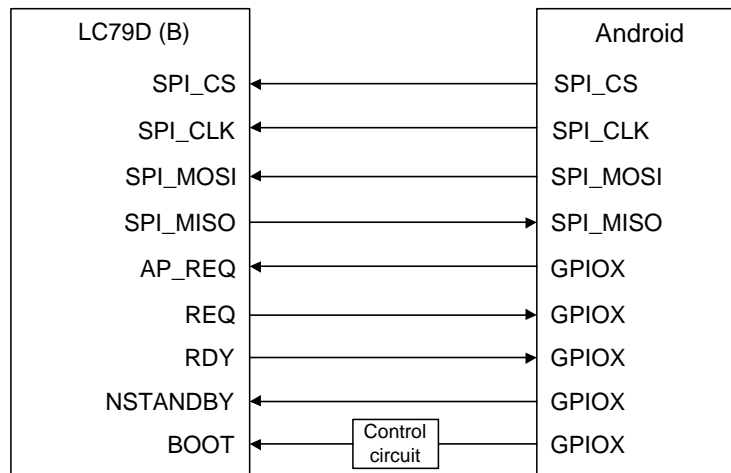 LC79D (B) Android
SPI_CS SPI_CS
SPI_CLK SPI_CLK
SPI_MOSI SPI_MOSI
SPI_MISO SPI_MISO
AP_REQ GPIOX
REQ GPIOX
RDY GPIOX
NSTANDBY GPIOX
BOOT Control circuit GPIOX